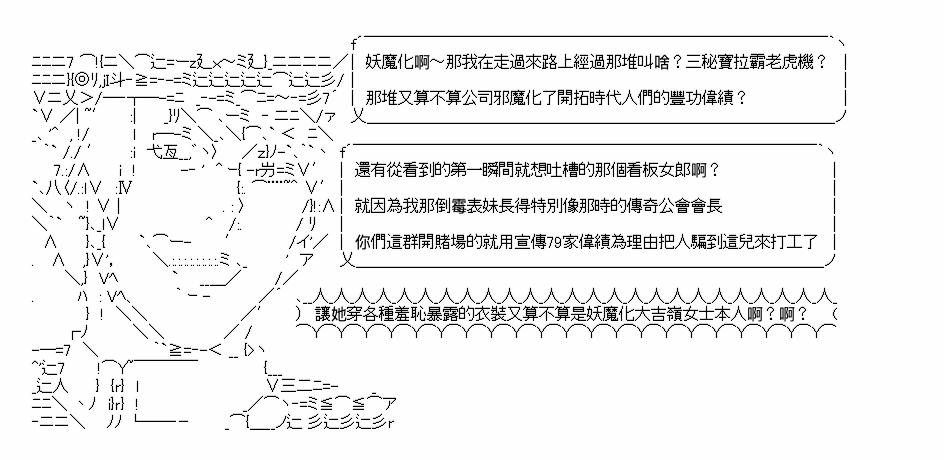 妖魔化啊～那我在走過來路上經過那堆叫啥？三秘寶拉霸老虎機？
那堆又算不算公司邪魔化了開拓時代人們的豐功偉績？
還有從看到的第一瞬間就想吐槽的那個看板女郎啊？
就因為我那倒霉表妹長得特別像那時的傳奇公會會長
你們這群開賭場的就用宣傳79家偉績為理由把人騙到這兒來打工了
讓她穿各種羞恥暴露的衣裝又算不算是妖魔化大吉嶺女士本人啊？啊？